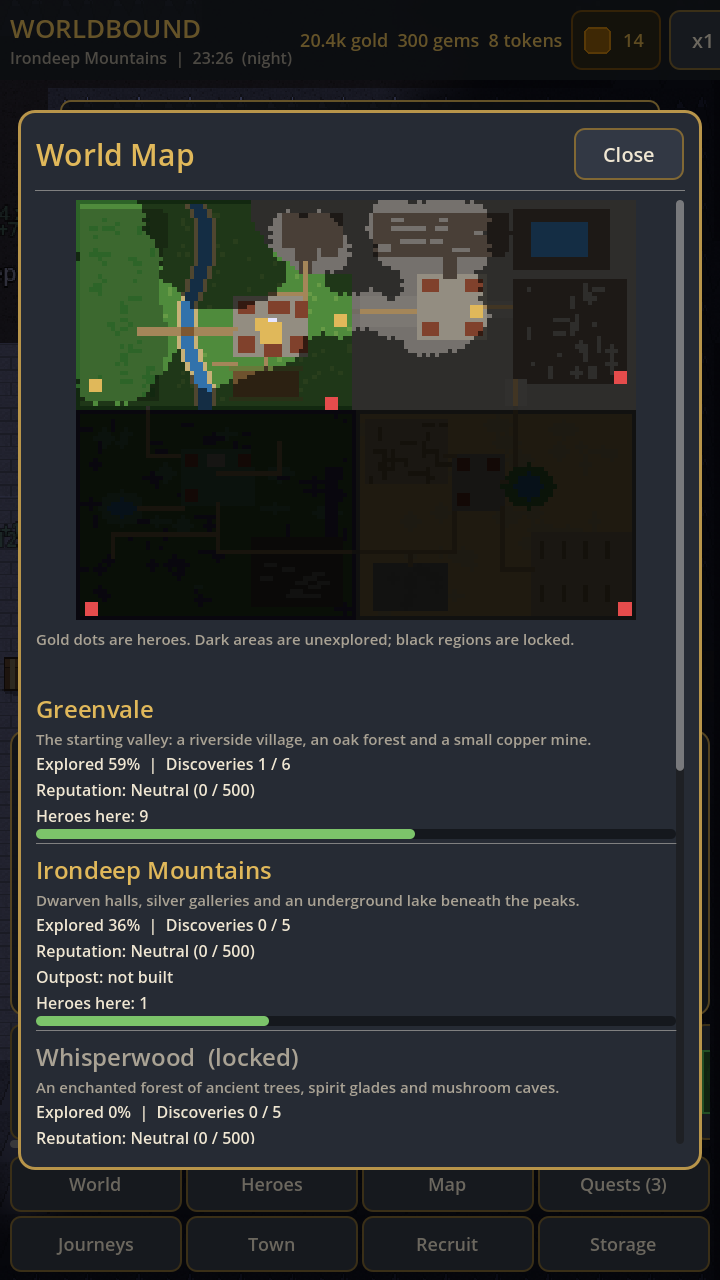 WORLDBOUND
Irondeep Mountains | 23:26 (night)
20.4k gold 300 gems 8 tokens
14
x1
World Map
Close
Gold dots are heroes. Dark areas are unexplored; black regions are locked.
Greenvale
The starting valley: a riverside village, an oak forest and a small copper mine.
Explored 59% | Discoveries 1 / 6
Reputation: Neutral (0 / 500)
Heroes here: 9
Irondeep Mountains
Dwarven halls, silver galleries and an underground lake beneath the peaks.
Explored 36% | Discoveries 0 / 5
Reputation: Neutral (0 / 500)
Outpost: not built
Heroes here: 1
Whisperwood (locked)
An enchanted forest of ancient trees, spirit glades and mushroom caves.
Explored 0% | Discoveries 0 / 5
Reputation: Neutral (0 / 500)
World
Heroes
Map
Quests (3)
Journeys
Town
Recruit
Storage